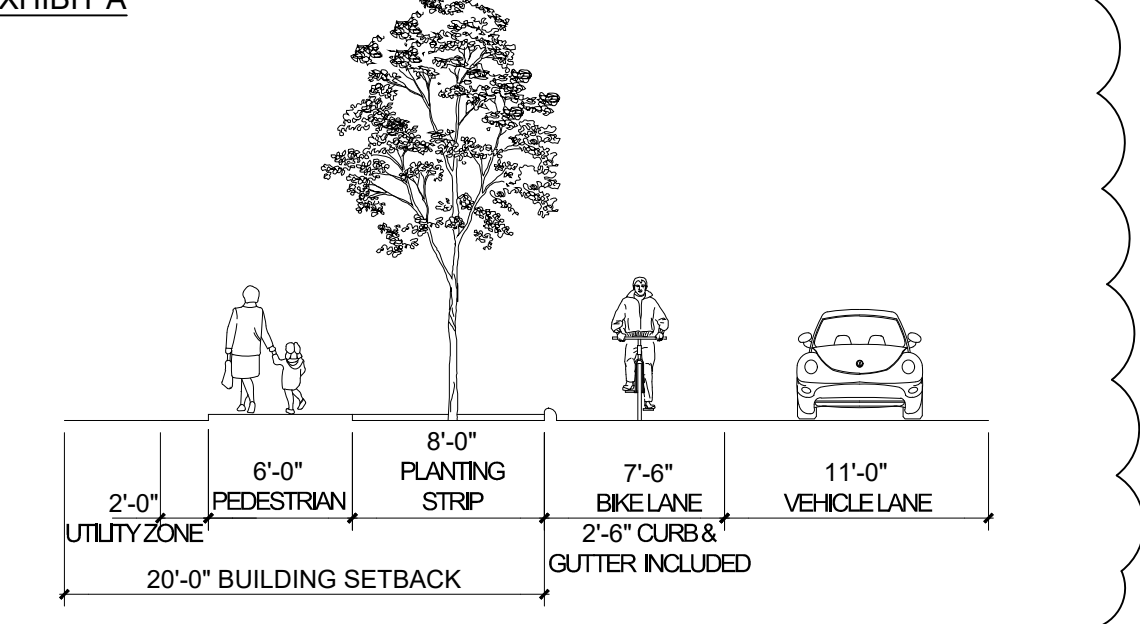 XHIBIT A
8'-0"
PLANTING
STRIP
6'-0"
PEDESTRIAN
7'-6"
BIKE LANE
11'-0"
VEHICLE LANE
2'-0"
UTILITY ZONE
2'-6" CURB &
GUTTER INCLUDED
20'-0" BUILDING SETBACK